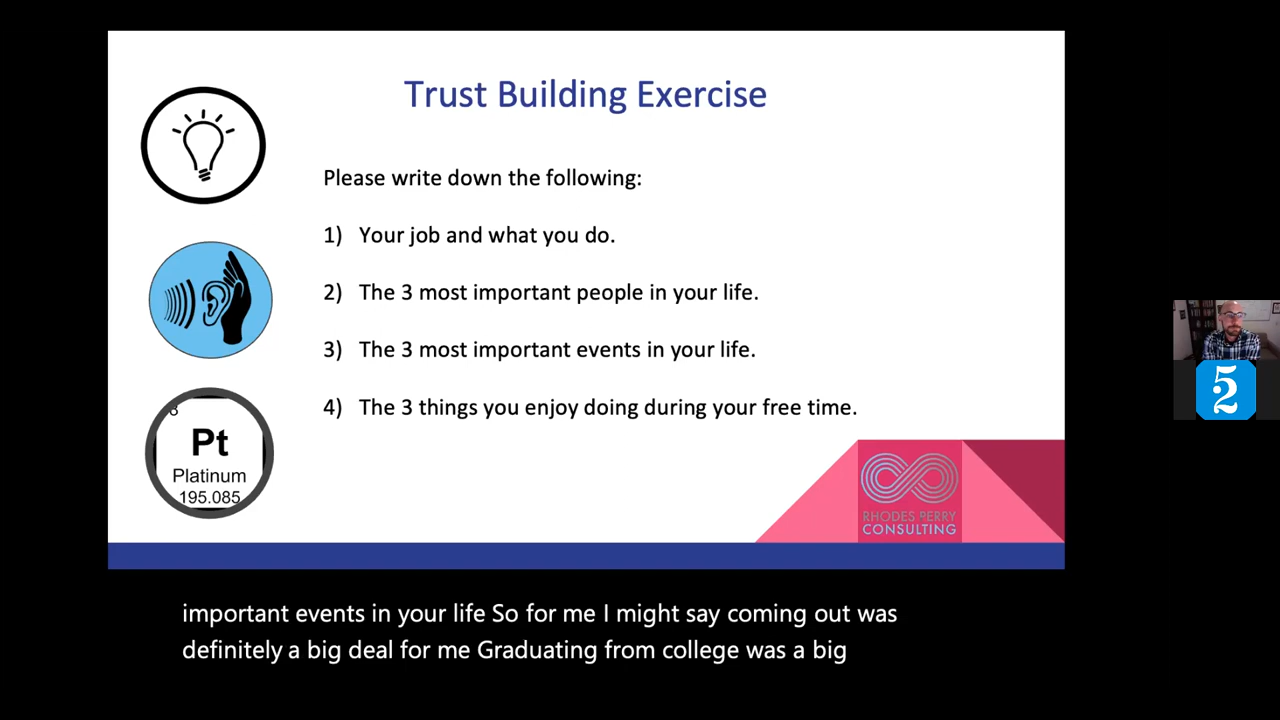 Trust Building Exercise
Please write down the following:
1) Your job and what you do.
2) The 3 most important people in your life.
3) The 3 most important events in your life.
4) The 3 things you enjoy doing during your free time.
8
Pt
Platinum
195.085
RHODES PERRY
CONSULTING
5
important events in your life So for me I might say coming out was
definitely a big deal for me Graduating from college was a big